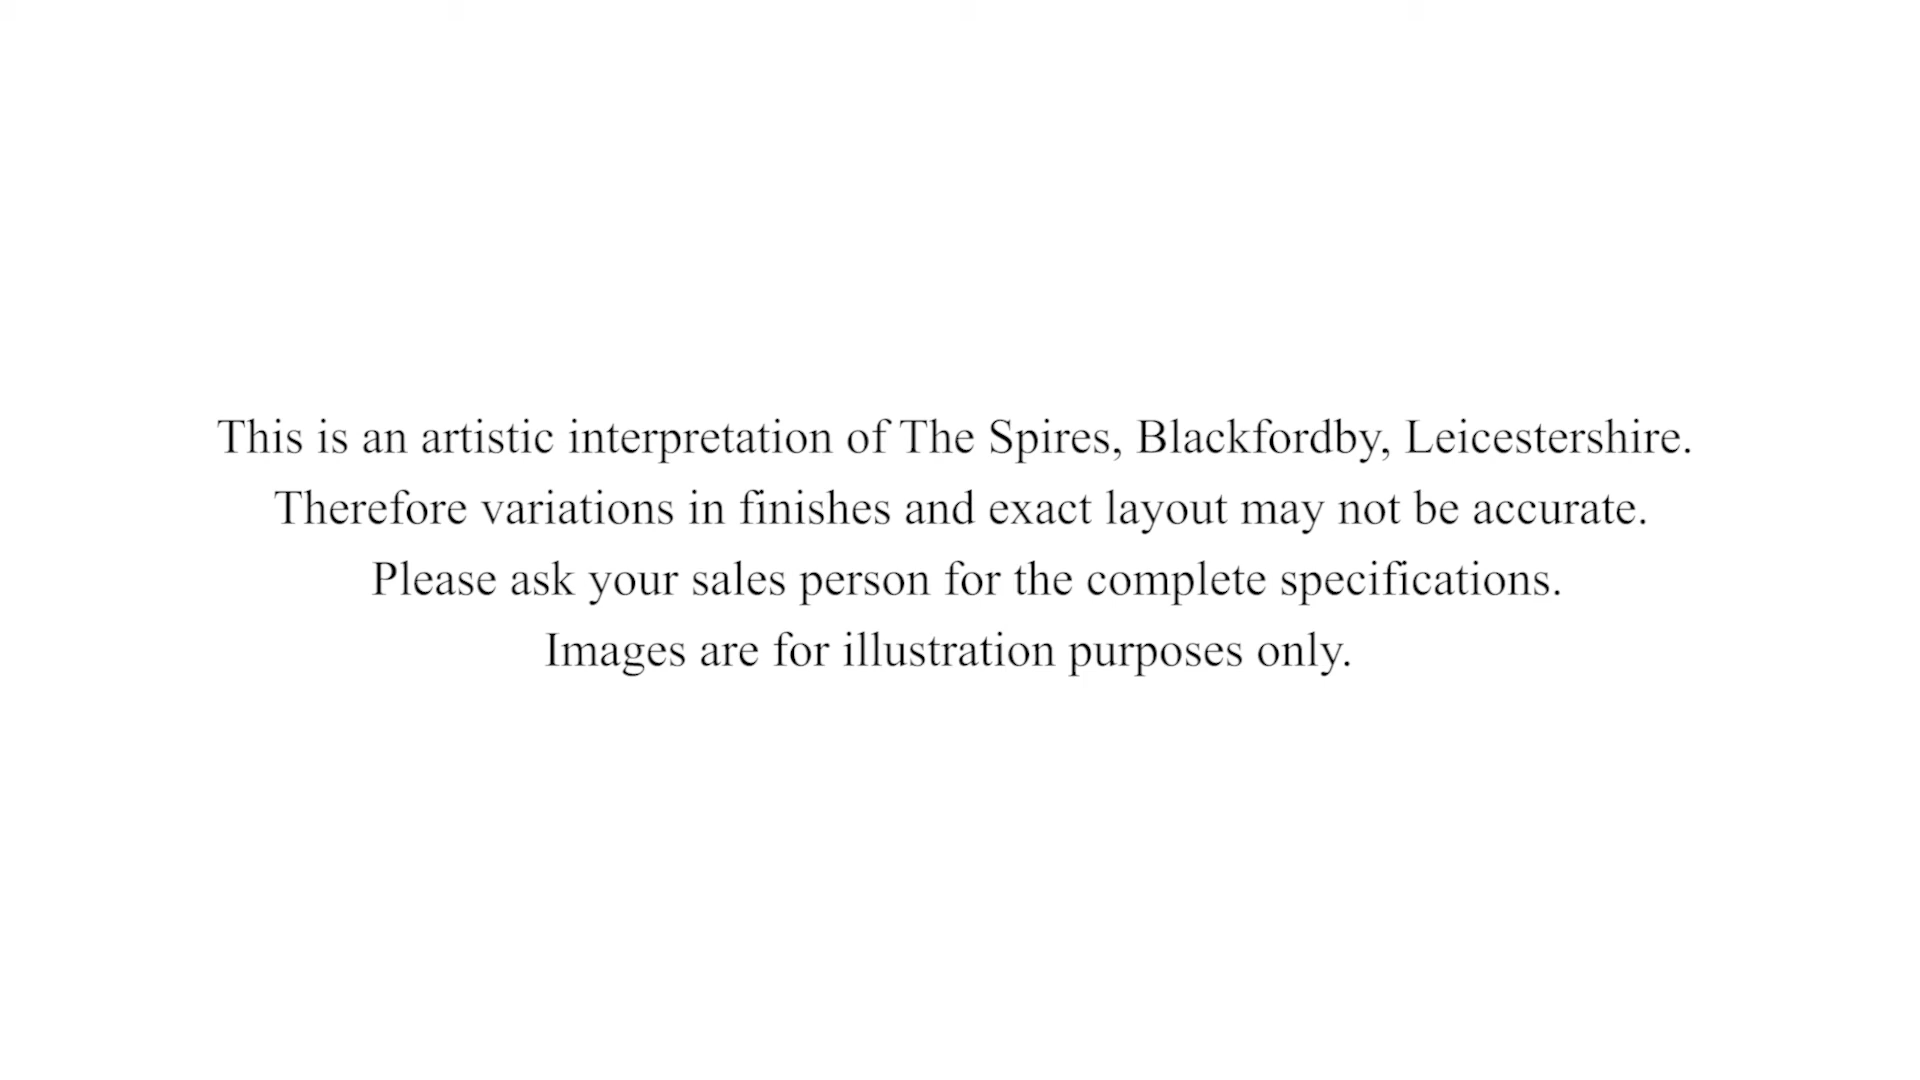 This is an artistic interpretation of The Spires, Blackfordby, Leicestershire.
Therefore variations in finishes and exact layout may not be accurate.
Please ask your sales person for the complete specifications.
Images are for illustration purposes only.